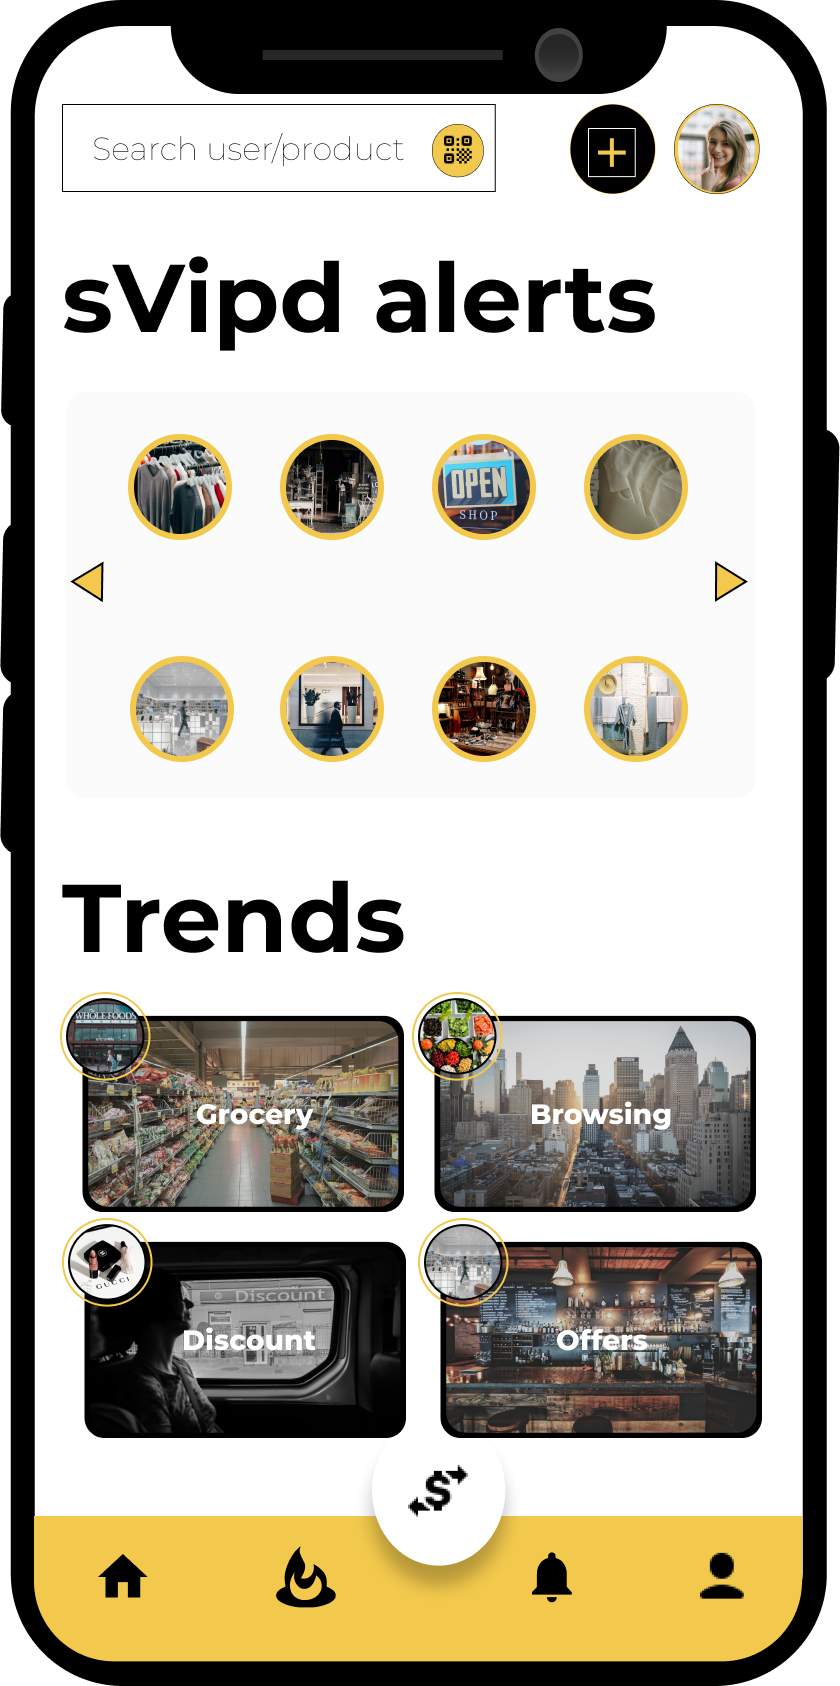 Search user/product
sVipd alerts
OPEN
SHOP
Trends
WHOLE FOODS
Grocery
Browsing
GUCCI
Discount
Discount
Offers